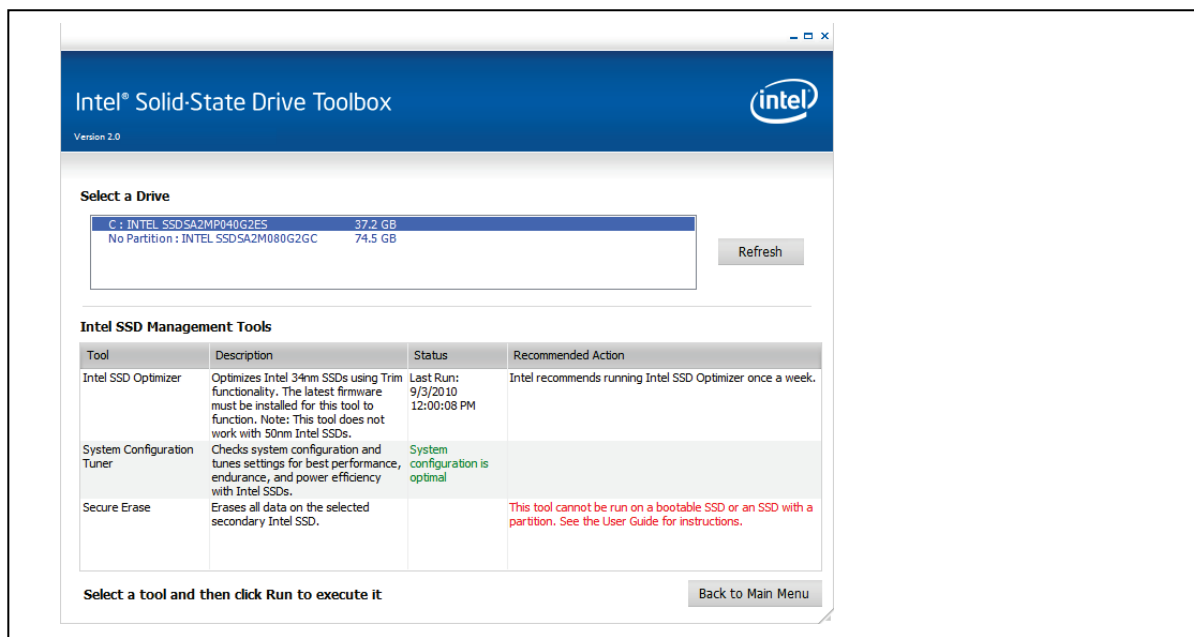 Intel® Solid-State Drive Toolbox
intel
Version 2.0
Select a Drive
C : INTEL SSDSA2MP040G2ES 37.2 GB
No Partition : INTEL SSDSA2M080G2GC 74.5 GB
Refresh
Intel SSD Management Tools
Tool Description Status Recommended Action
Intel SSD Optimizer
Optimizes Intel 34nm SSDs using Trim
functionality. The latest firmware
must be installed for this tool to
function. Note: This tool does not
work with 50nm Intel SSDs.
Last Run:
9/3/2010
12:00:08 PM
Intel recommends running Intel SSD Optimizer once a week.
System Configuration
Tuner
Checks system configuration and
tunes settings for best performance,
endurance, and power efficiency
with Intel SSDs.
System
configuration is
optimal
Secure Erase
Erases all data on the selected
secondary Intel SSD.
This tool cannot be run on a bootable SSD or an SSD with a
partition. See the User Guide for instructions.
Select a tool and then click Run to execute it
Back to Main Menu